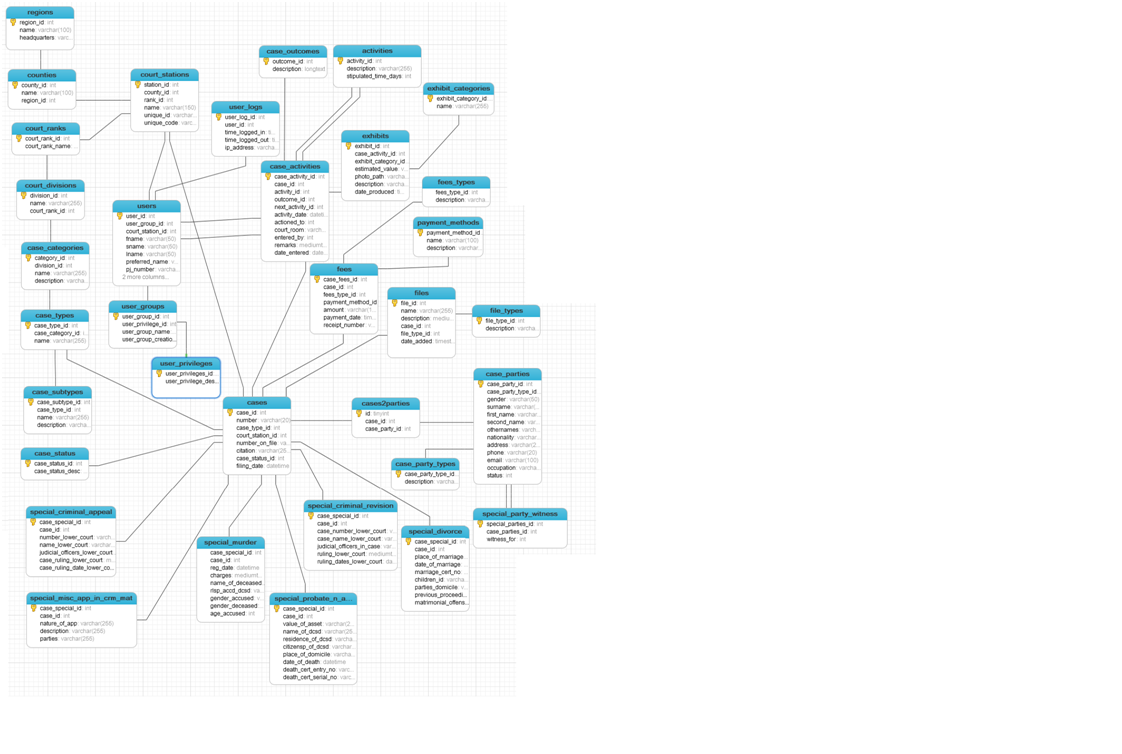 regions
region_id int
name varchar(100)
headquarters varc...
counties
county_id int
name varchar(100)
region_id int
court_ranks
court_rank_id int
court_rank_name
court_divisions
division_id int
name varchar(255)
court_rank_id int
case_categories
category_id int
division_id int
name varchar(255)
description varc...
case_types
case_type_id int
case_category_id
name varchar(255)
case_subtypes
case_subtype_id int
case_type_id int
name varchar(255)
description varc...
case_status
case_status_id int
case_status_desc
special_criminal_appeal
case_special_id int
case_id int
number_lower_court varch...
name_lower_court varchar...
judicial_officers_lower_court
case_ruling_lower_court m...
case_ruling_date_lower_co...
special_misc_app_in_crm_mat
case_special_id int
case_id int
nature_of_app varchar(255)
description varchar(255)
parties varchar(255)
court_stations
station_id int
county_id int
rank_id int
name varchar(160)
unique_id varchar...
unique_code varc...
user_logs
user_log_id int
user_id int
time_logged_in ti...
time_logged_out ti...
ip_address varcha...
users
user_id int
user_group_id int
court_station_id int
fname varchar(50)
sname varchar(50)
lname varchar(50)
preferred_name v...
pj_number varcha...
2 more columns...
user_groups
user_group_id int
user_privilege_id int
user_group_name
user_group_creatio...
user_privileges
user_privileges_id
user_privilege_des...
case_outcomes
outcome_id int
description longtext
activities
activity_id int
description varchar(255)
stipulated_time_days int
exhibit_categories
exhibit_category_id
name varchar(255)
exhibits
exhibit_id int
case_activity_id int
exhibit_category_id
estimated_value v...
photo_path varcha...
description varcha...
date_produced ti...
case_activities
case_activity_id int
case_id int
activity_id int
outcome_id int
next_activity_id int
activity_date dateti...
actioned_to int
court_room varch...
entered_by int
remarks mediumt...
date_entered date...
fees_types
fees_type_id int
description varcha...
payment_methods
payment_method_id
name varchar(100)
description varchar...
fees
case_fees_id int
case_id int
fees_type_id int
payment_method_id
amount varchar(1...
payment_date tim...
receipt_number v...
files
file_id int
name varchar(255)
description mediu...
case_id int
file_type_id int
date_added timest...
file_types
file_type_id int
description varcha...
cases
case_id int
number varchar(20)
case_type_id int
court_station_id int
number_on_file va...
citation varchar(25...
case_status_id int
filing_date datetime
cases2parties
id tinyint
case_id int
case_party_id int
case_parties
case_party_id int
case_party_type_id
gender varchar(50)
surname varchar(...
first_name varchar...
second_name var...
othernames varch...
nationality varchar...
address varchar(2...
phone varchar(20)
email varchar(100)
occupation varcha...
status int
case_party_types
case_party_type_id
description varcha...
special_party_witness
special_parties_id int
case_parties_id int
witness_for int
special_murder
case_special_id int
case_id int
reg_date datetime
charges mediumt...
name_of_deceased
rlsp_accd_dcsd va...
gender_accused v...
gender_deceased
age_accused int
special_criminal_revision
case_special_id int
case_id int
case_number_lower_court v...
case_name_lower_court var...
judicial_officers_in_case var...
ruling_lower_court mediumt...
ruling_dates_lower_court da...
special_divorce
case_special_id int
case_id int
place_of_marriage
date_of_marriage
marriage_cert_no
children_id varcha...
parties_domicile v...
previous_proceedi...
matrimonial_offens...
special_probate_n_a...
case_special_id int
case_id int
value_of_asset varchar(2...
name_of_dcsd varchar(25...
residence_of_dcsd varcha...
citizensp_of_dcsd varchar...
place_of_domicile varchar...
date_of_death datetime
death_cert_entry_no varc...
death_cert_serial_no varc...